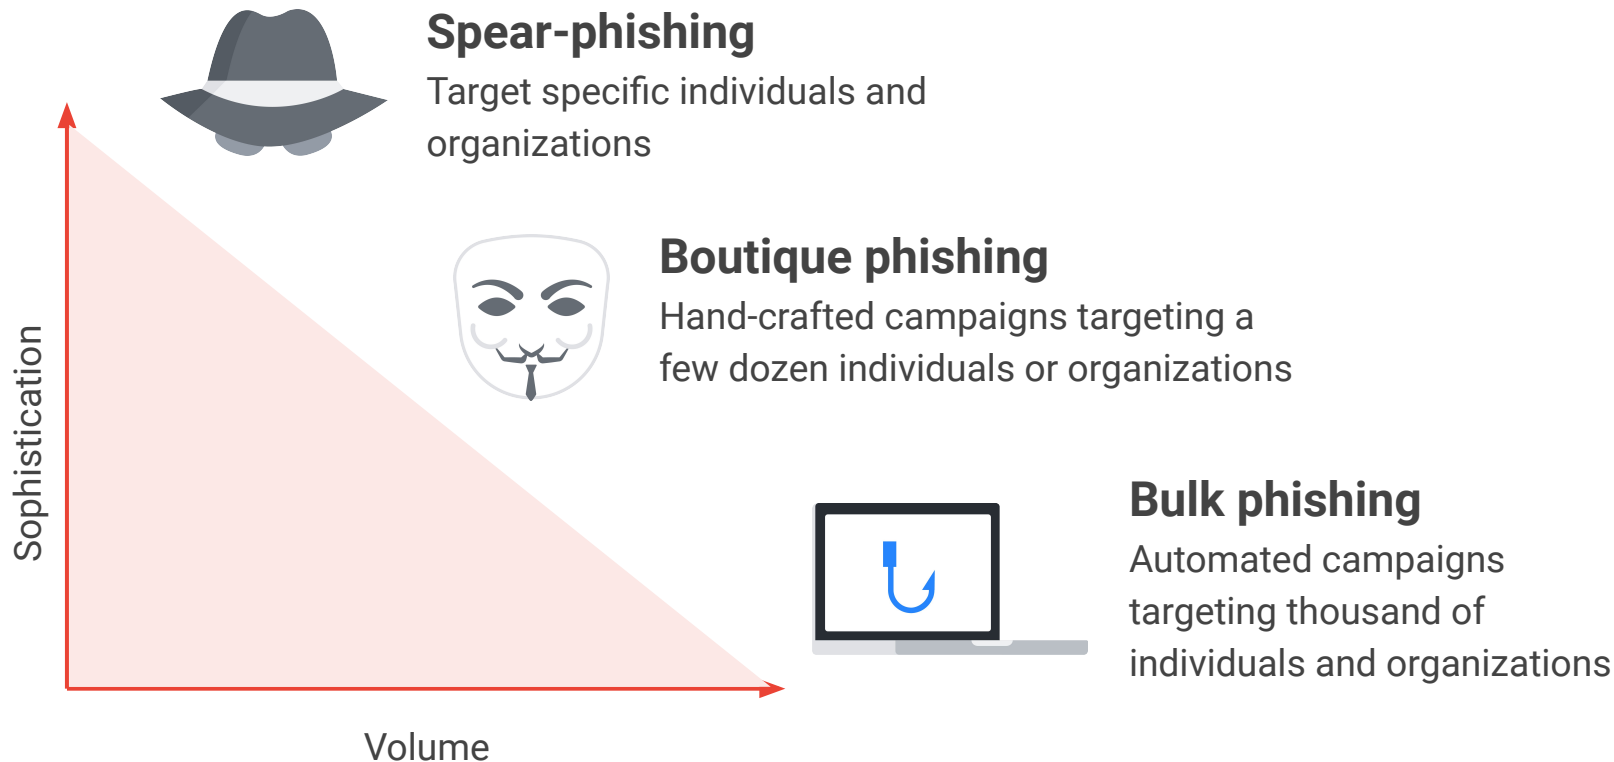 Spear-phishing
Target specific individuals and
organizations
Boutique phishing
Hand-crafted campaigns targeting a
few dozen individuals or organizations
Bulk phishing
Automated campaigns
targeting thousand of
individuals and organizations
Sophistication
Volume